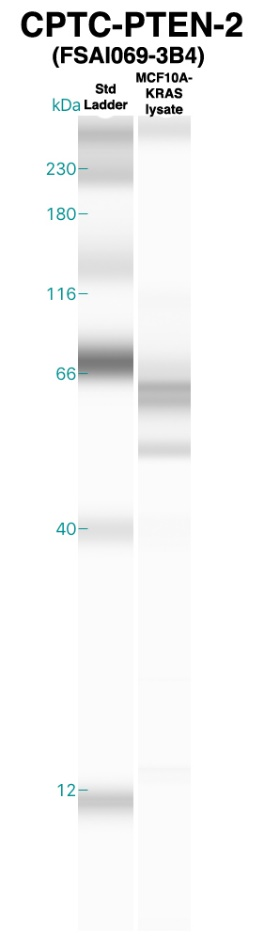 CPTC-PTEN-2
(FSAI069-3B4)
kDa
Std
Ladder
MCF10A-
KRAS
lysate
230
180
116
66
40
12